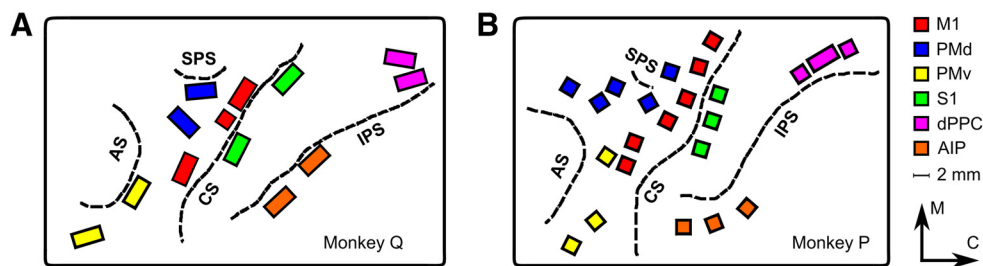 A
SPS
AS
CS
IPS
Monkey Q
B
SPS
AS
CS
IPS
Monkey P
M1
PMd
PMv
S1
dPPC
AIP
2 mm
M
C